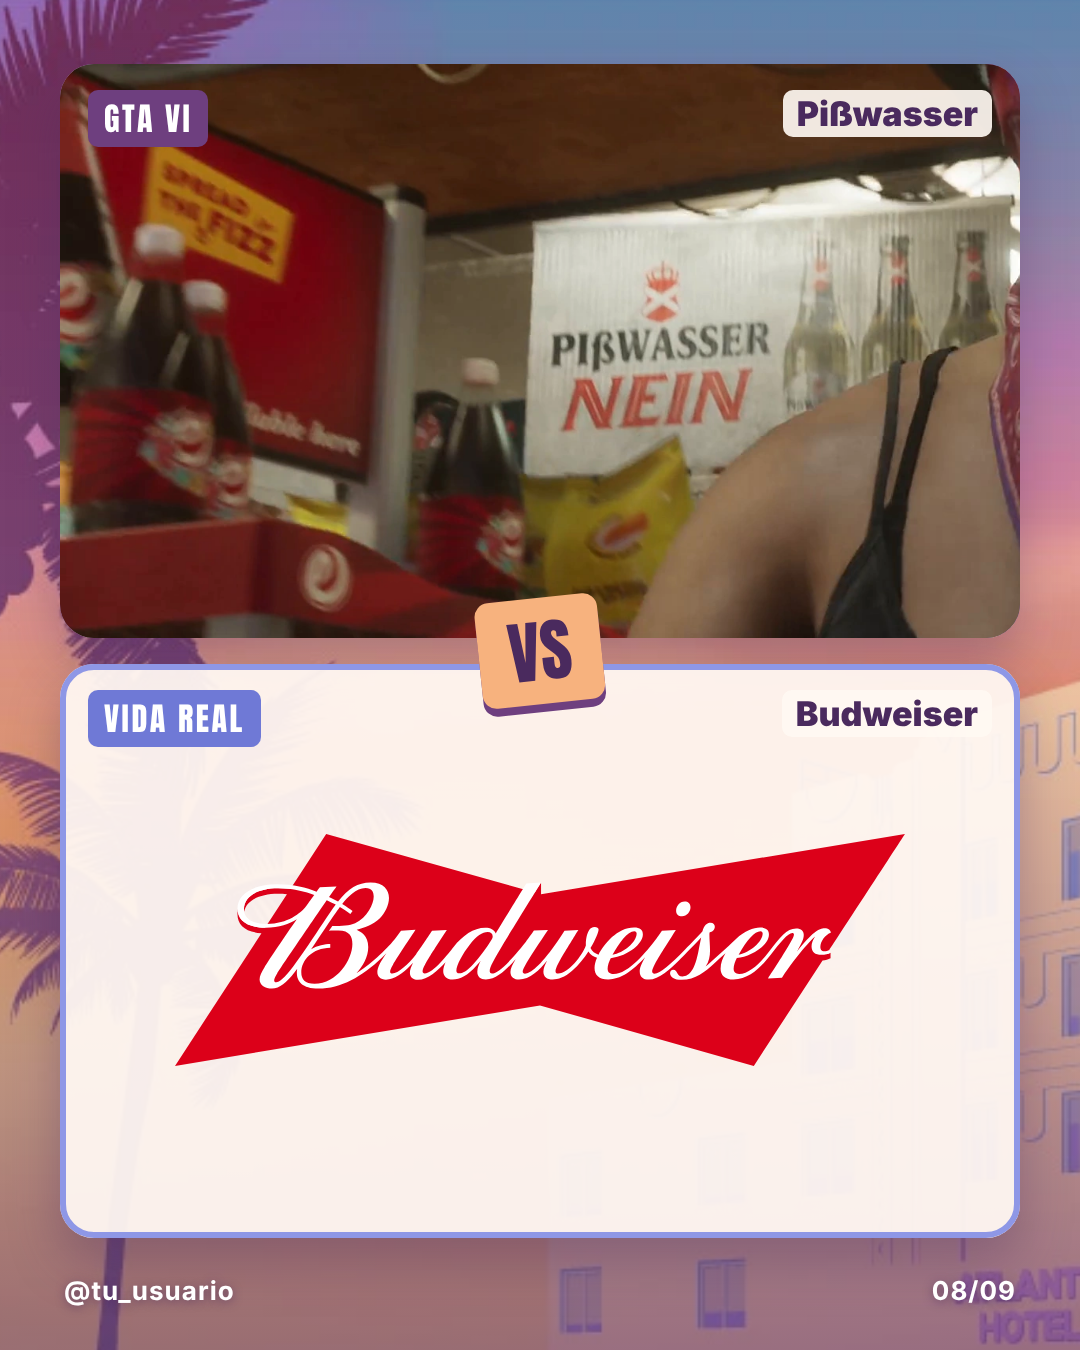 GTA VI
Pißwasser
SPREAD
THE FIZZ
PIßWASSER
NEIN
VS
VIDA REAL
Budweiser
Budweiser
@tu_usuario
08/09
HOTEL